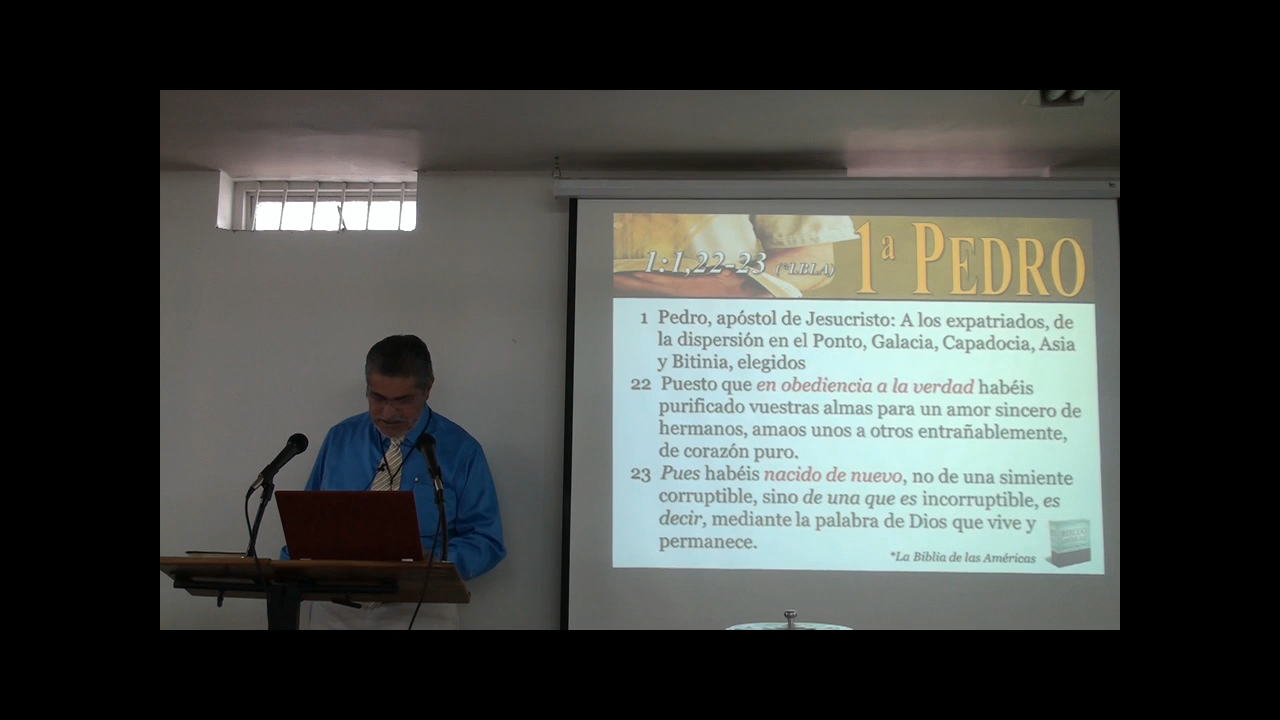 1:1,22-23 (*LBLA) 1ª PEDRO
1 Pedro, apóstol de Jesucristo: A los expatriados, de
la dispersión en el Ponto, Galacia, Capadocia, Asia
y Bitinia, elegidos
22 Puesto que en obediencia a la verdad habéis
purificado vuestras almas para un amor sincero de
hermanos, amaos unos a otros entrañablemente,
de corazón puro.
23 Pues habéis nacido de nuevo, no de una simiente
corruptible, sino de una que es incorruptible, es
decir, mediante la palabra de Dios que vive y
permanece.
*La Biblia de las Américas
BIBLIA